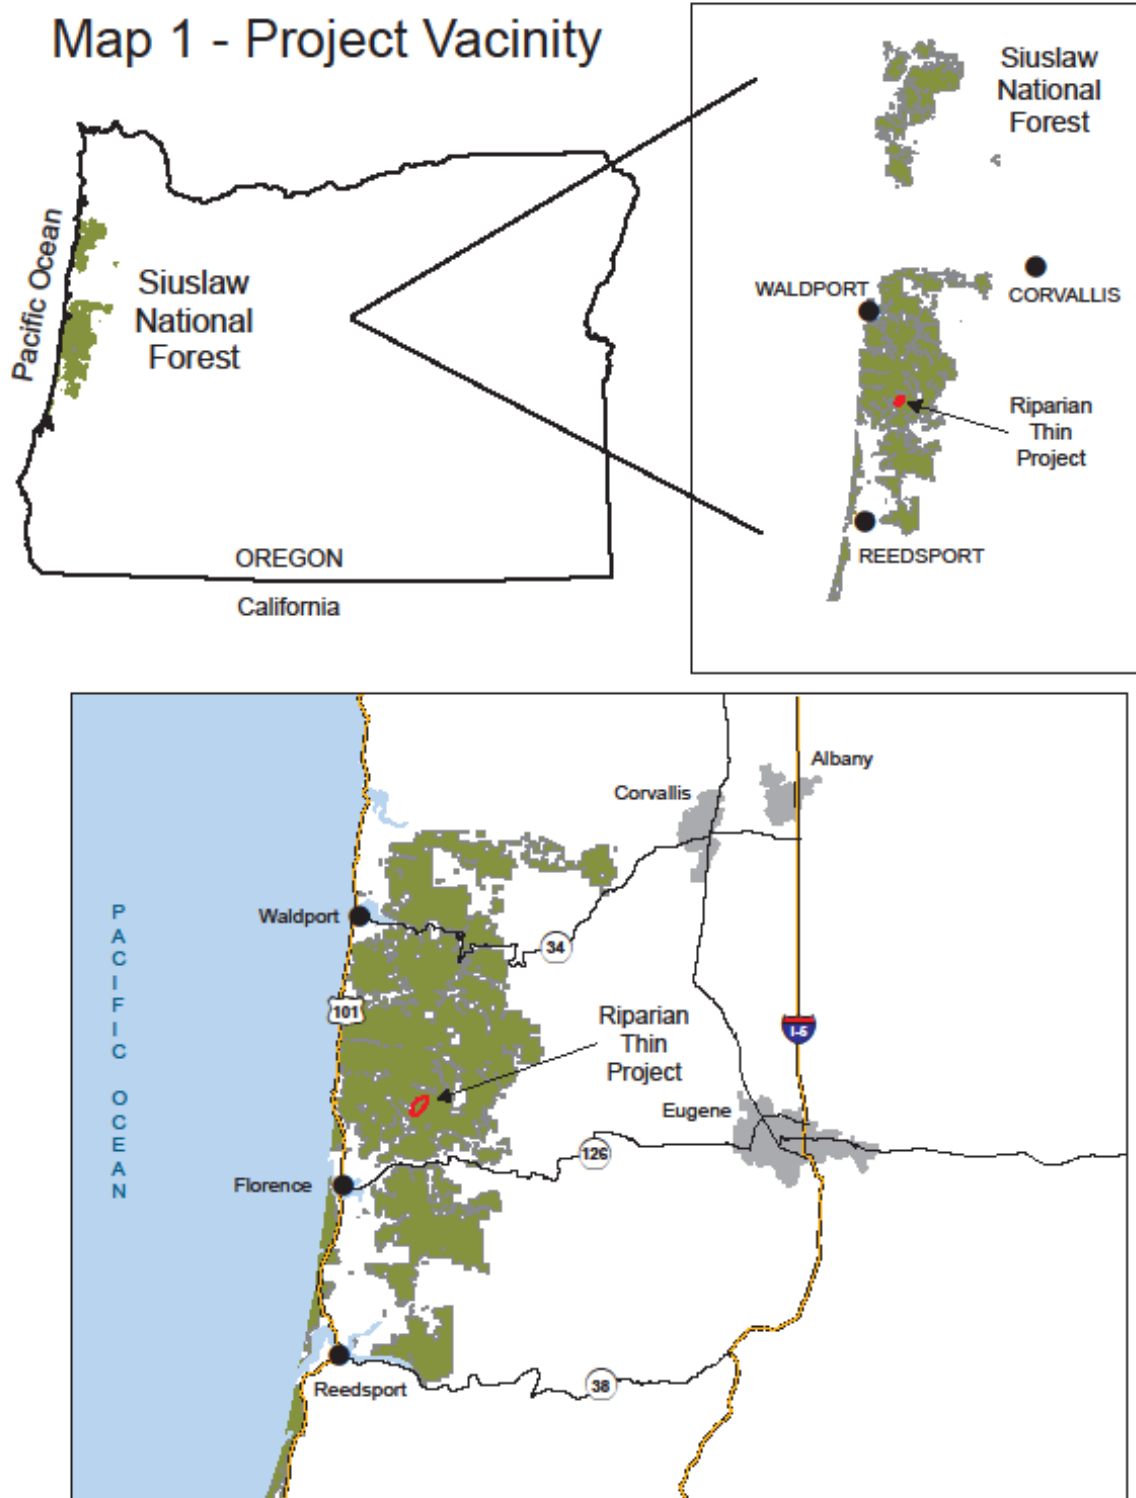 Map 1 - Project Vacinity
Pacific Ocean
Siuslaw
National
Forest
OREGON
California
Siuslaw
National
Forest
WALDPORT
CORVALLIS
Riparian
Thin
Project
REEDSPORT
Albany
Corvallis
Waldport
34
PACIFIC OCEAN
101
Riparian
Thin
Project
I-5
Eugene
126
Florence
Reedsport
38